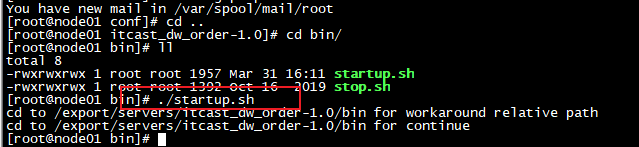 You have new mail in /var/spool/mail/root
[root@node01 conf]# cd ..
[root@node01 itcast_dw_order-1.0]# cd bin/
[root@node01 bin]# ll
total 8
-rwxrwxrwx 1 root root 1957 Mar 31 16:11 startup.sh
-rwxrwxrwx 1 root root 1392 Oct 16  2019 stop.sh
[root@node01 bin]# ./startup.sh
cd to /export/servers/itcast_dw_order-1.0/bin for workaround relative path
cd to /export/servers/itcast_dw_order-1.0/bin for continue
[root@node01 bin]#